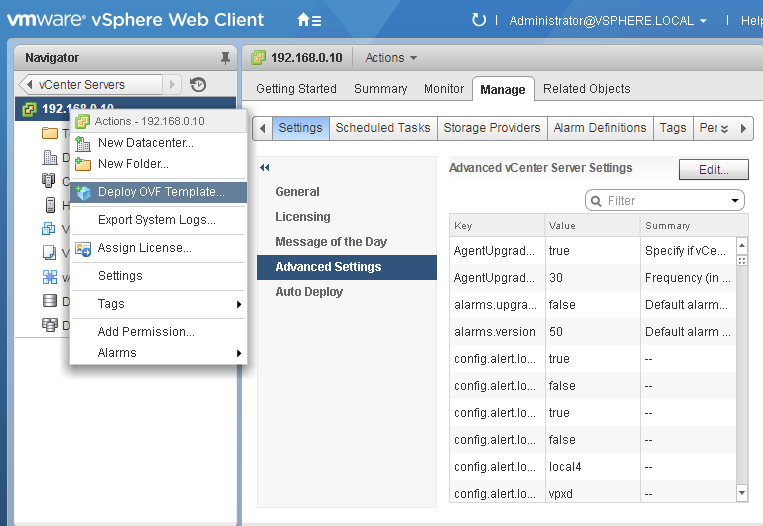 vmware® vSphere Web Client
Administrator@VSPHERE.LOCAL
Help
Navigator
192.168.0.10
Actions
vCenter Servers
Getting Started Summary Monitor Manage Related Objects
192.168.0.10
Settings Scheduled Tasks Storage Providers Alarm Definitions Tags Per
Actions - 192.168.0.10
New Datacenter...
New Folder...
Deploy OVF Template...
Export System Logs...
Assign License...
Settings
Tags
Add Permission...
Alarms
General
Licensing
Message of the Day
Advanced Settings
Auto Deploy
Advanced vCenter Server Settings
Edit...
Filter
Key Value Summary
AgentUpgrad... true Specify if vCe...
AgentUpgrad... 30 Frequency (in ...
alarms.upgra... false Default alarm ...
alarms.version 50 Default alarm ...
config.alert.lo... true --
config.alert.lo... false --
config.alert.lo... true --
config.alert.lo... false --
config.alert.lo... local4 --
config.alert.lo... vpxd --